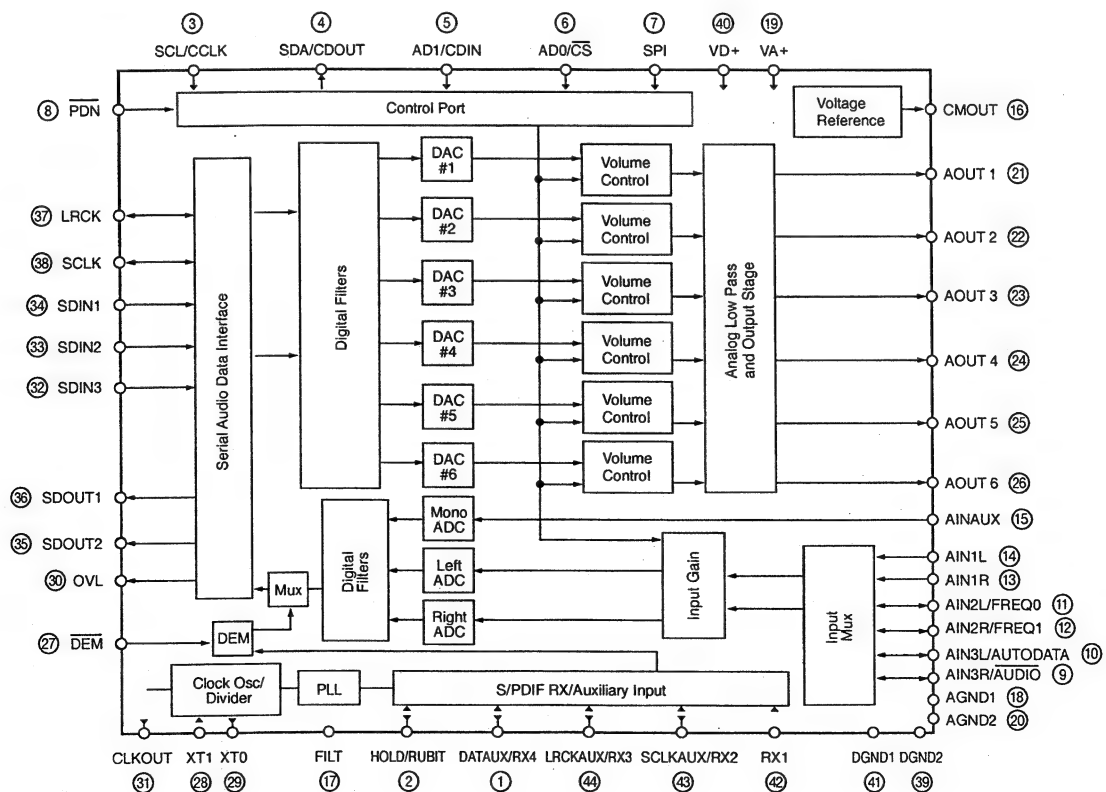 ③ ④ ⑤ ⑥ ⑦ ㊵ ⑲
SCL/CCLK SDA/CDOUT AD1/CDIN AD0/CS SPI VD+ VA+
⑧ PDN
Control Port
Voltage
Reference
CMOUT ⑯
DAC
#1
Volume
Control
AOUT 1 ㉑
㊲ LRCK
DAC
#2
Volume
Control
AOUT 2 ㉒
㊳ SCLK
㉞ SDIN1
DAC
#3
Volume
Control
AOUT 3 ㉓
㉝ SDIN2
DAC
#4
Volume
Control
AOUT 4 ㉔
㉜ SDIN3
DAC
#5
Volume
Control
AOUT 5 ㉕
DAC
#6
Volume
Control
AOUT 6 ㉖
Serial Audio Data Interface
Digital Filters
Analog Low Pass
and Output Stage
㊱ SDOUT1
Mono
ADC
AINAUX ⑮
㉟ SDOUT2
Left
ADC
AIN1L ⑭
AIN1R ⑬
㉚ OVL
Mux
Digital
Filters
Right
ADC
Input Gain
Input
Mux
AIN2L/FREQ0 ⑪
AIN2R/FREQ1 ⑫
㉗ DEM
DEM
AIN3L/AUTODATA ⑩
AIN3R/AUDIO ⑨
Clock Osc/
Divider
PLL
S/PDIF RX/Auxiliary Input
AGND1 ⑱
AGND2 ⑳
CLKOUT XT1 XT0 FILT HOLD/RUBIT DATAUX/RX4 LRCKAUX/RX3 SCLKAUX/RX2 RX1 DGND1 DGND2
㉛ ㉘ ㉙ ⑰ ② ① ㊹ ㊸ ㊷ ㊶ ㊴